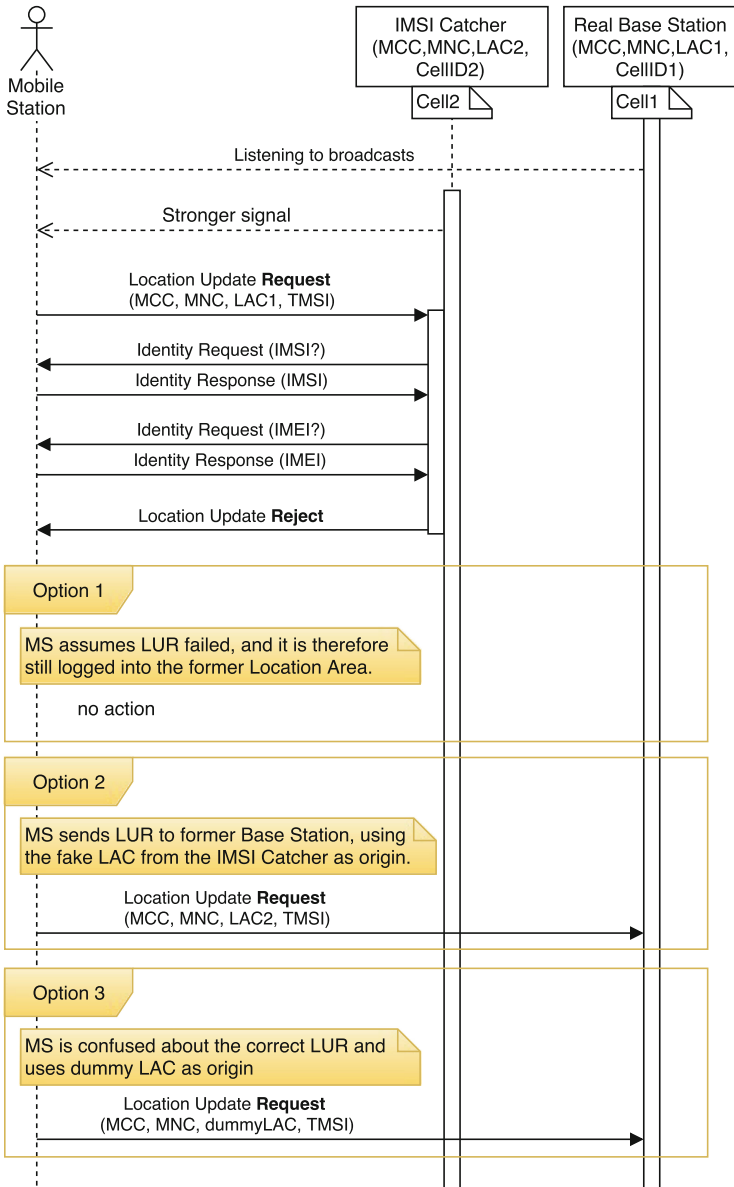 Mobile
Station
IMSI Catcher
(MCC,MNC,LAC2,
CellID2)
Cell2
Real Base Station
(MCC,MNC,LAC1,
CellID1)
Cell1
Listening to broadcasts
Stronger signal
Location Update Request
(MCC, MNC, LAC1, TMSI)
Identity Request (IMSI?)
Identity Response (IMSI)
Identity Request (IMEI?)
Identity Response (IMEI)
Location Update Reject
Option 1
MS assumes LUR failed, and it is therefore
still logged into the former Location Area.
no action
Option 2
MS sends LUR to former Base Station, using
the fake LAC from the IMSI Catcher as origin.
Location Update Request
(MCC, MNC, LAC2, TMSI)
Option 3
MS is confused about the correct LUR and
uses dummy LAC as origin
Location Update Request
(MCC, MNC, dummyLAC, TMSI)